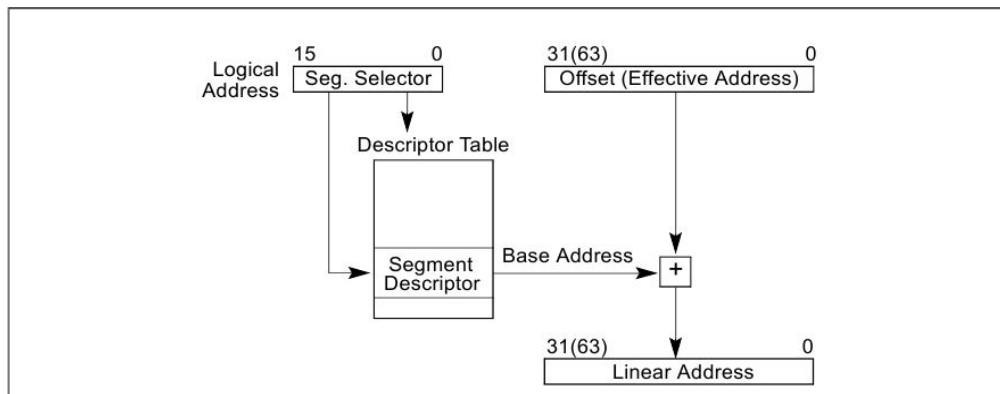 15 0 31(63) 0
Logical Address
Seg. Selector
Offset (Effective Address)
Descriptor Table
Segment
Descriptor
Base Address
+
31(63) 0
Linear Address